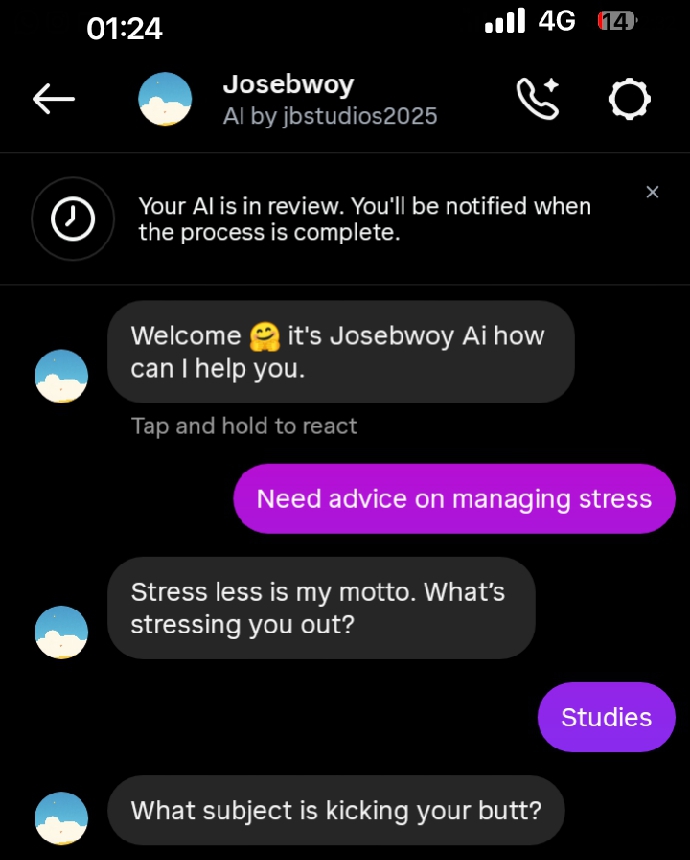 01:24
4G
14
Josebwoy
AI by jbstudios2025
Your AI is in review. You'll be notified when
the process is complete.
Welcome 🤗 it's Josebwoy Ai how
can I help you.
Tap and hold to react
Need advice on managing stress
Stress less is my motto. What's
stressing you out?
Studies
What subject is kicking your butt?